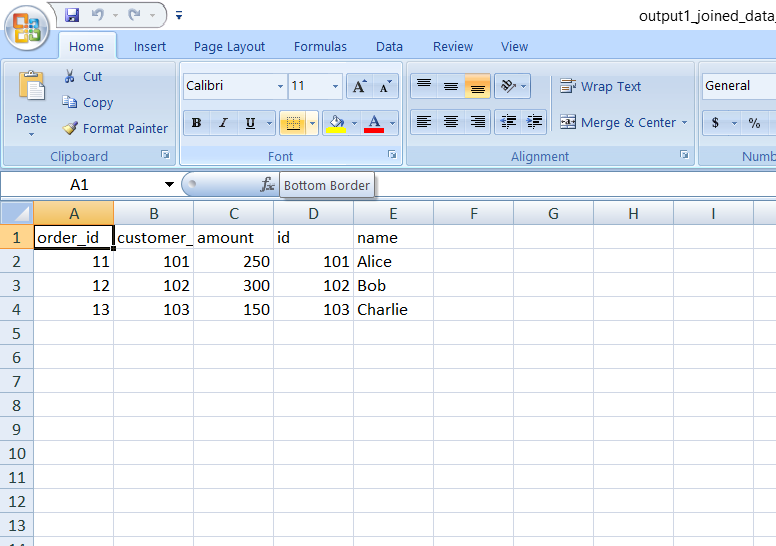 output1_joined_data_
Home Insert Page Layout Formulas Data Review View
Paste
Cut
Copy
Format Painter
Clipboard
Calibri 11 A A
B I U A
Font
Wrap Text
Merge & Center
Alignment
General
$ %
Numb
A1 fx
Bottom Border
A B C D E F G H I
1 order_id customer_ amount id name
2 11 101 250 101 Alice
3 12 102 300 102 Bob
4 13 103 150 103 Charlie
5
6
7
8
9
10
11
12
13